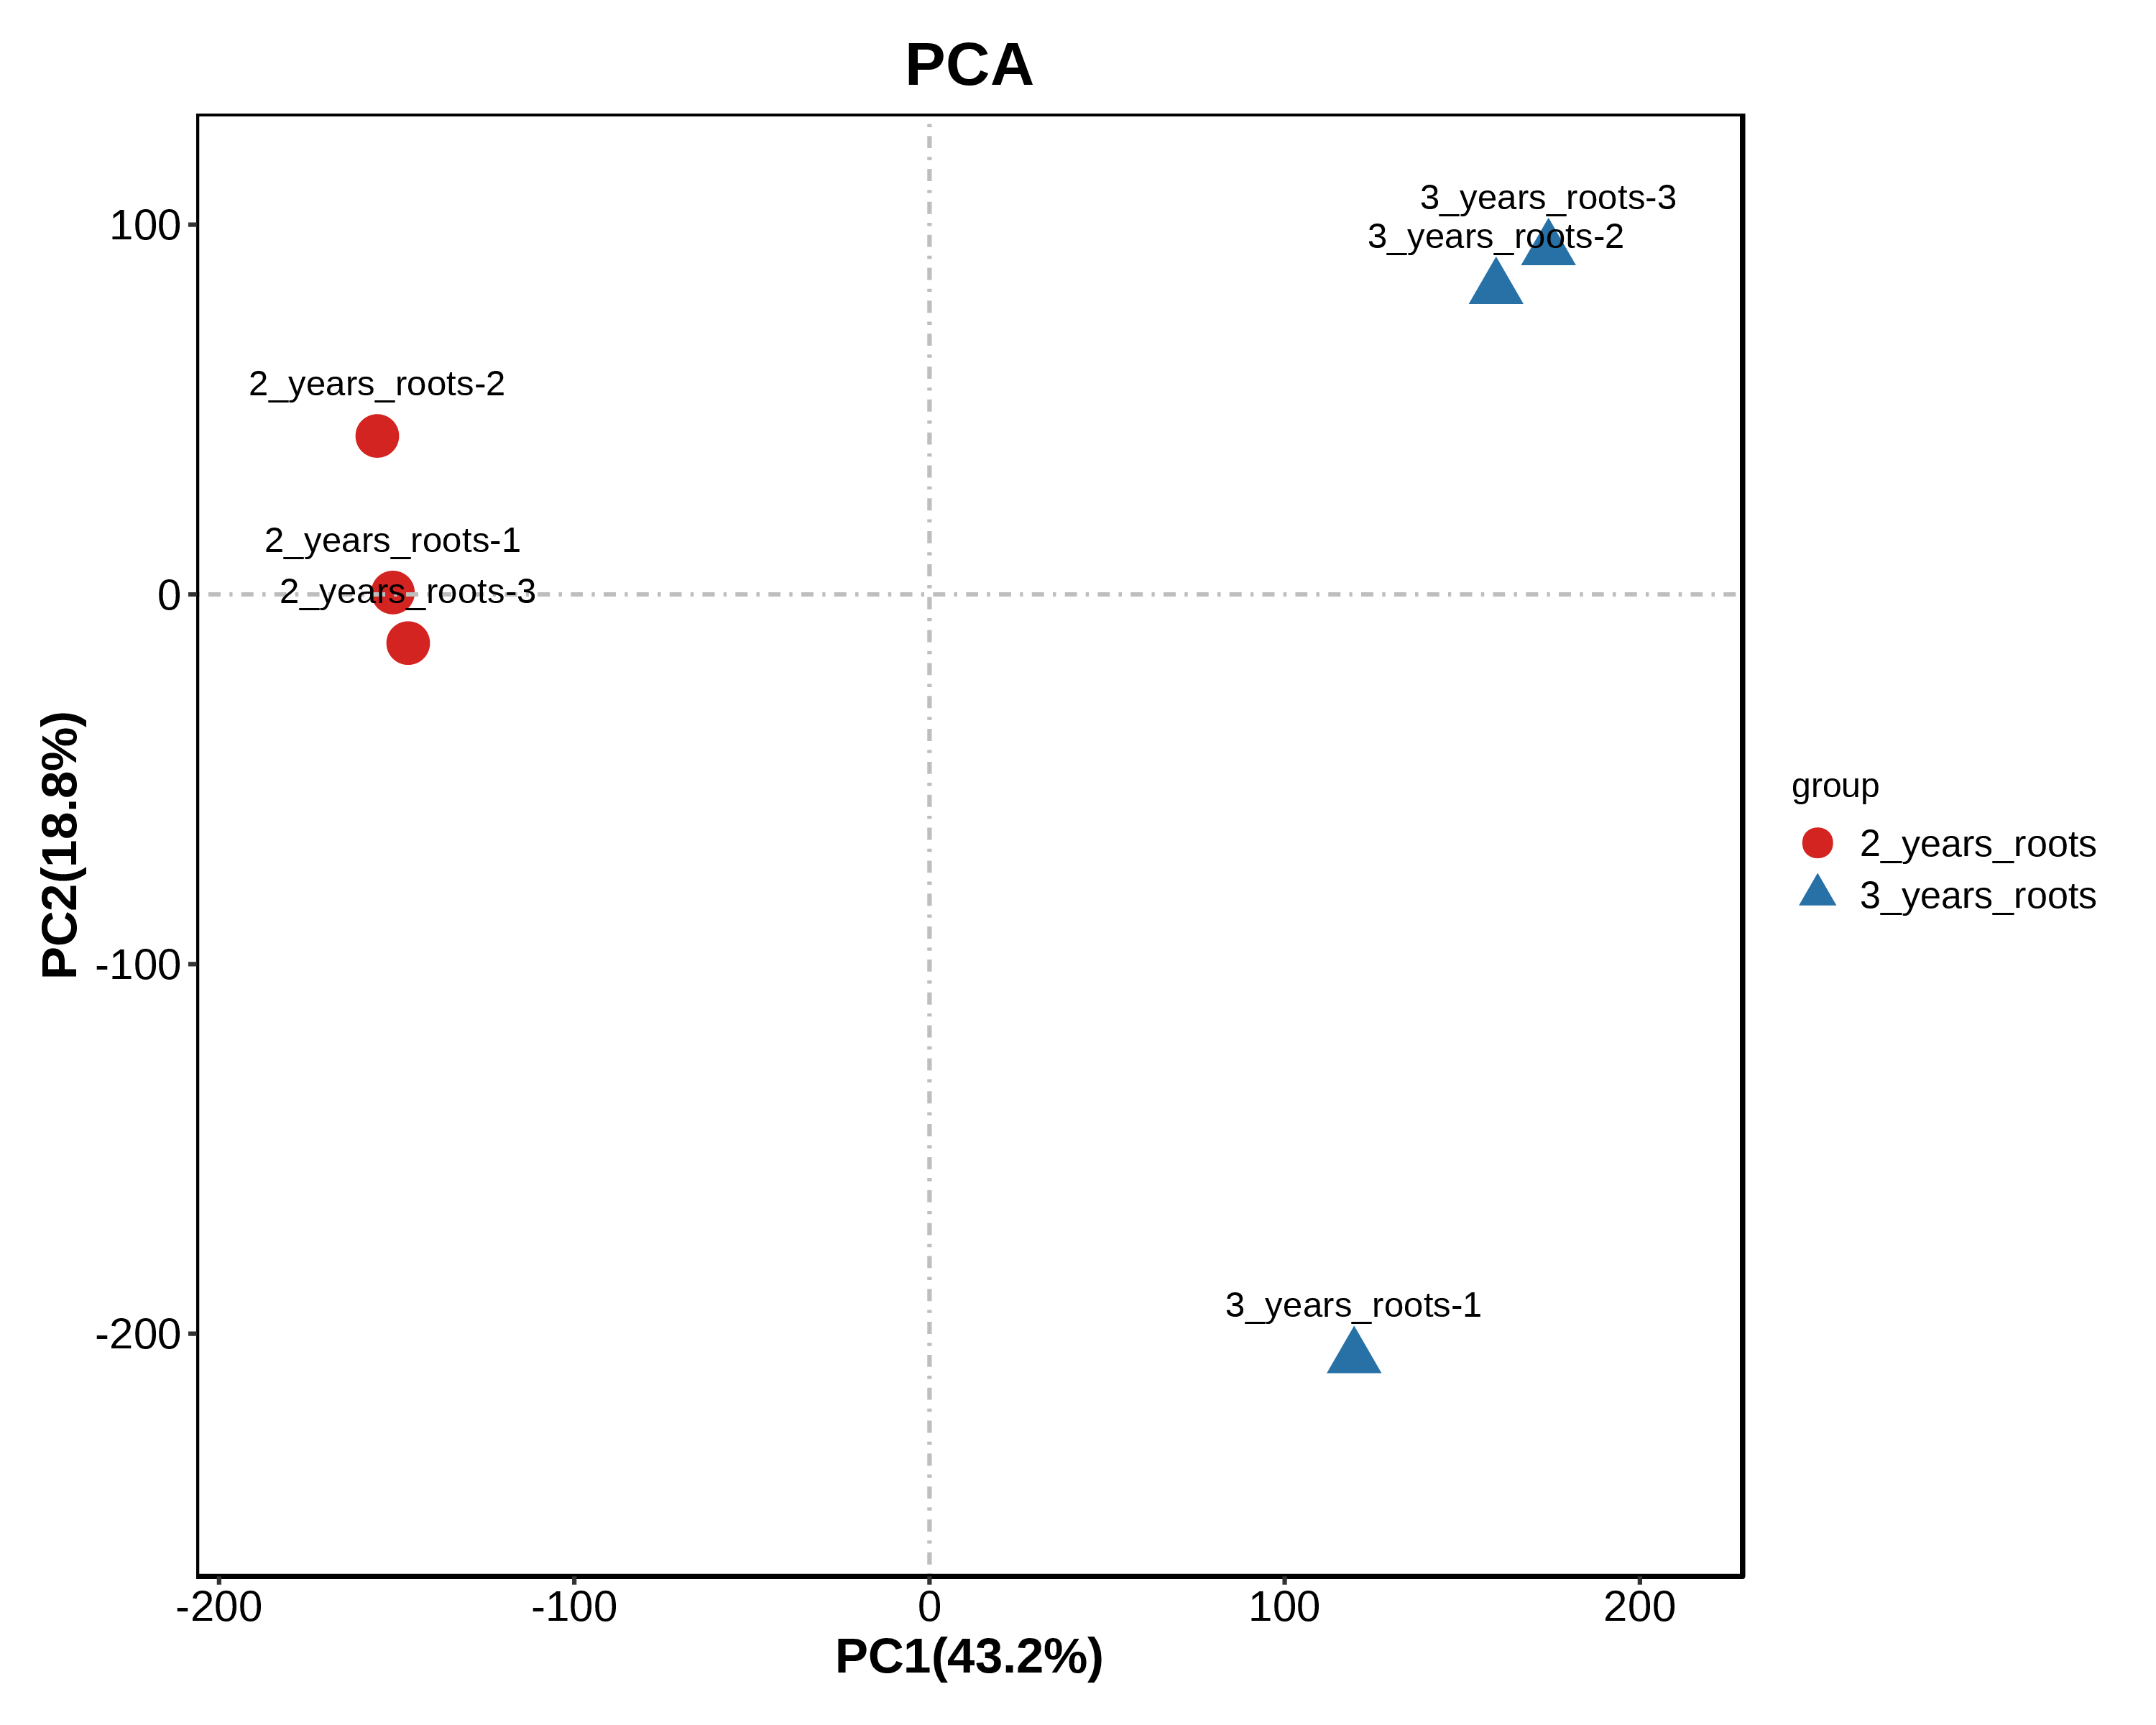 PCA
3_years_roots-3
100
3_years_roots-2
2_years_roots-2
2_years_roots-1
0
2_years_roots-3
PC2(18.8%)
group
2_years_roots
3_years_roots
-100
3_years_roots-1
-200
-200 -100 0 100 200
PC1(43.2%)